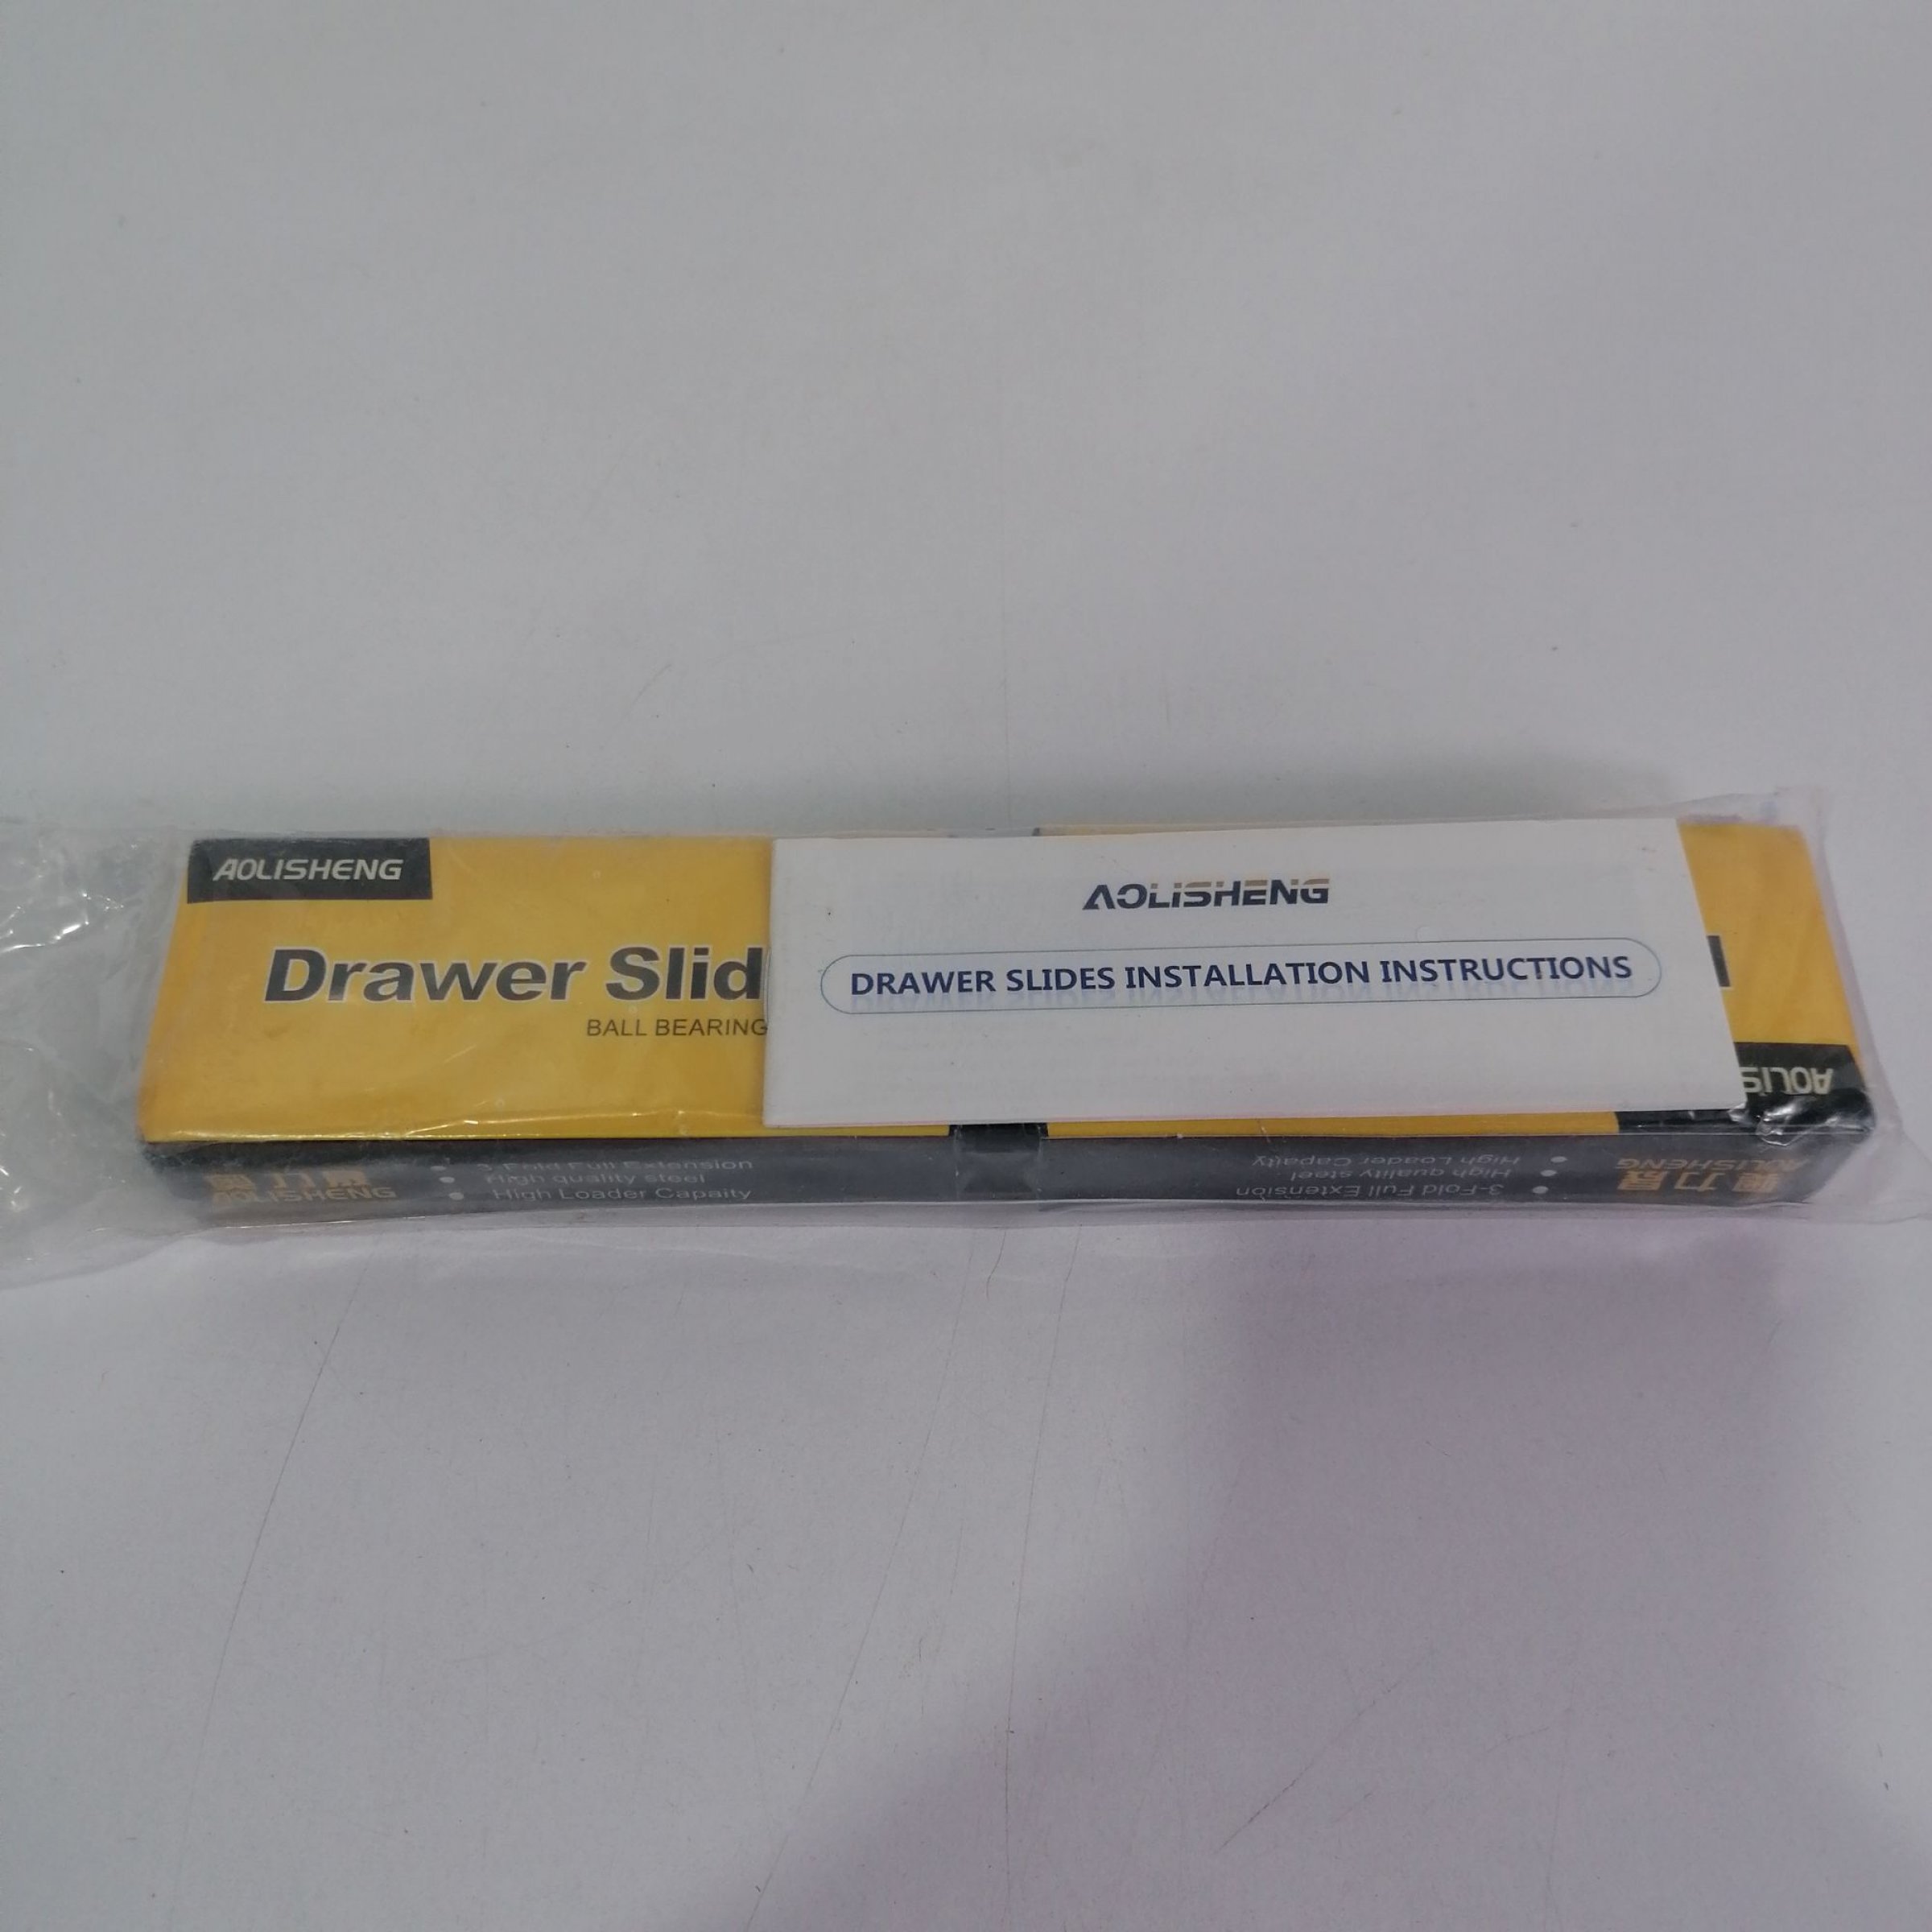 AOLISHENG
Drawer Slid
BALL BEARING
AOLISHENG
DRAWER SLIDES INSTALLATION INSTRUCTIONS
AOLIS
3-Fold Full Extension
High quality steel
High Loader Capaity
AOLISHENG
3-Fold Full Extension
High quality steel
High Loader Capaity
AOLISHENG